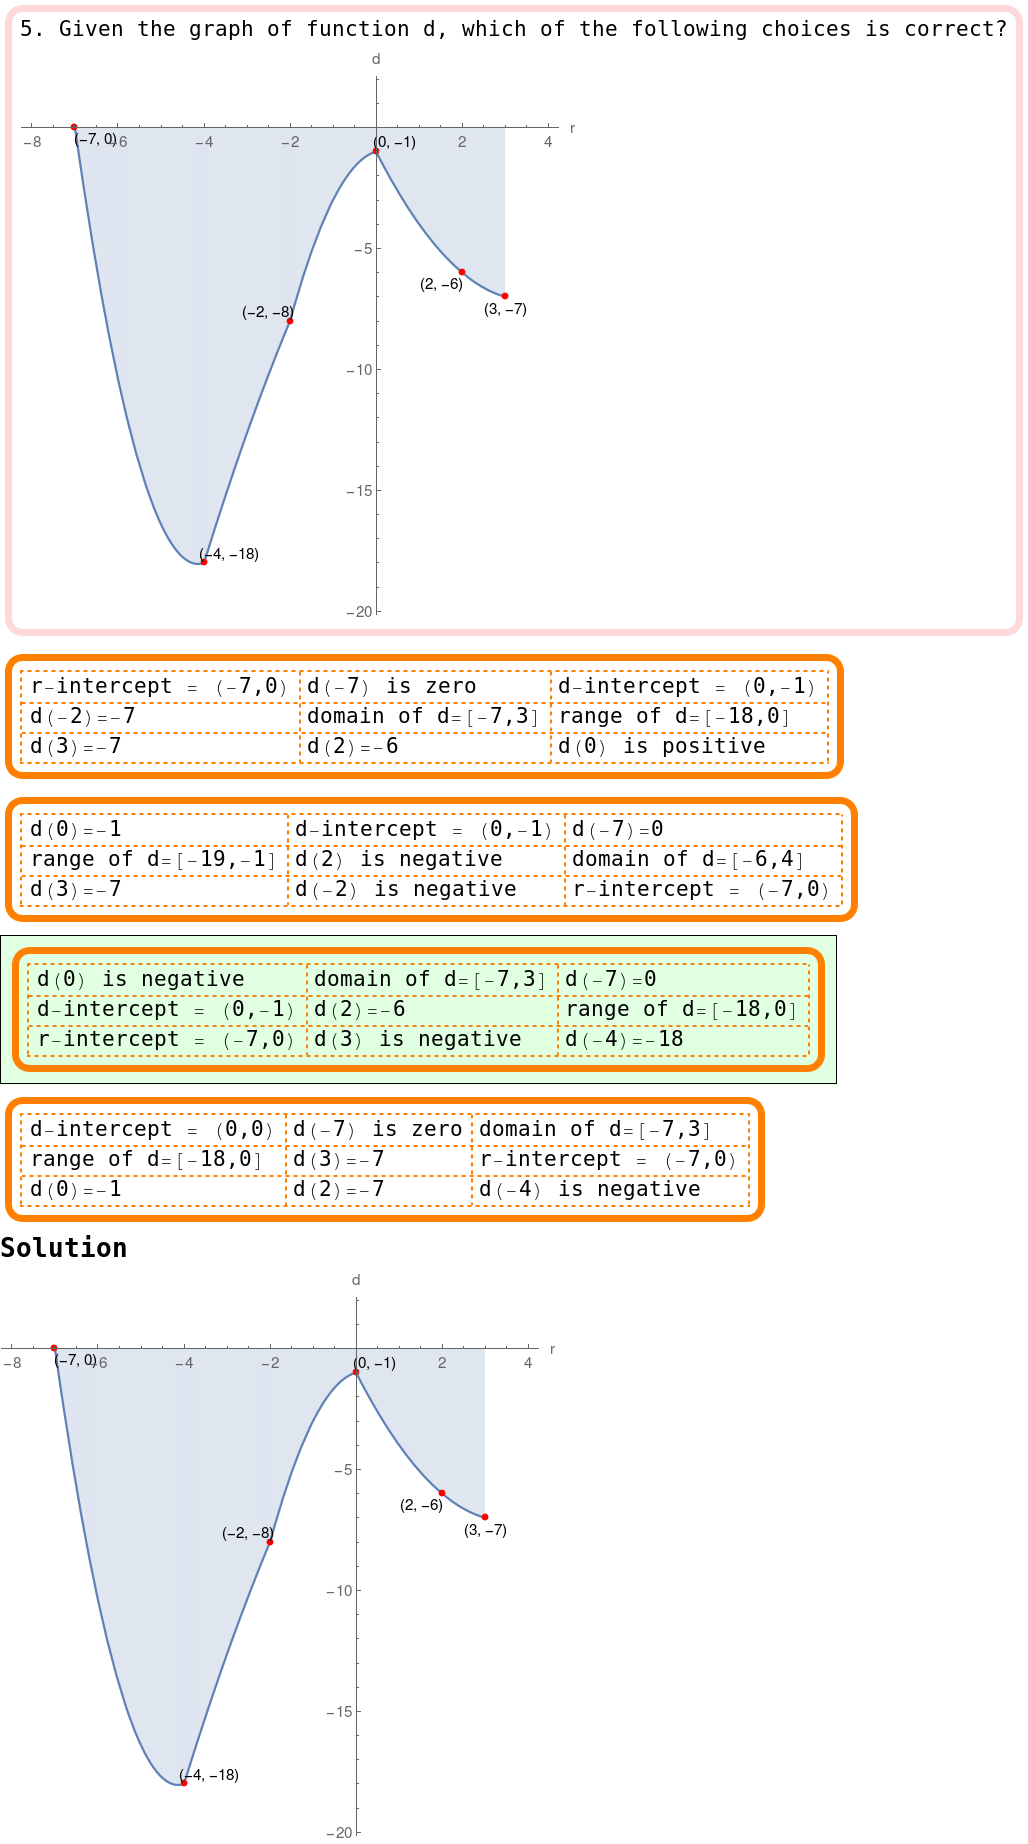 5. Given the graph of function d, which of the following choices is correct?
d
r
−8 (−7, 0) −6 −4 −2 (0, −1) 2 4
−5
(2, −6)
(−2, −8) (3, −7)
−10
−15
(−4, −18)
−20
r-intercept = (-7,0) d(-7) is zero d-intercept = (0,-1)
d(-2)=-7 domain of d=[-7,3] range of d=[-18,0]
d(3)=-7 d(2)=-6 d(0) is positive
d(0)=-1 d-intercept = (0,-1) d(-7)=0
range of d=[-19,-1] d(2) is negative domain of d=[-6,4]
d(3)=-7 d(-2) is negative r-intercept = (-7,0)
d(0) is negative domain of d=[-7,3] d(-7)=0
d-intercept = (0,-1) d(2)=-6 range of d=[-18,0]
r-intercept = (-7,0) d(3) is negative d(-4)=-18
d-intercept = (0,0) d(-7) is zero domain of d=[-7,3]
range of d=[-18,0] d(3)=-7 r-intercept = (-7,0)
d(0)=-1 d(2)=-7 d(-4) is negative
Solution
d
r
−8 (−7, 0) −6 −4 −2 (0, −1) 2 4
−5
(2, −6)
(−2, −8) (3, −7)
−10
−15
(−4, −18)
−20